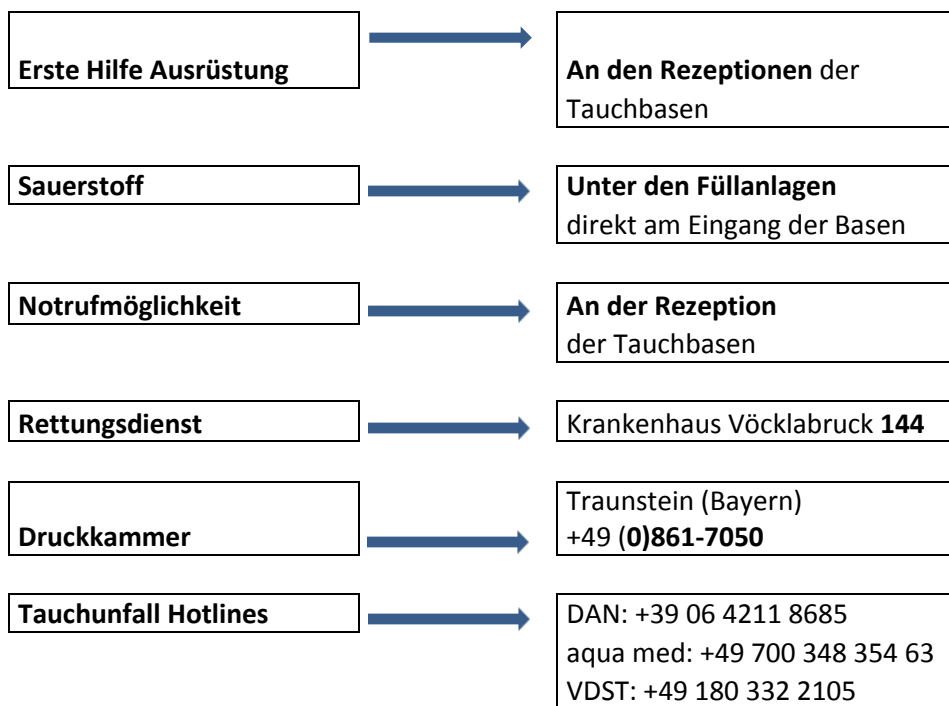 Erste Hilfe Ausrüstung
An den Rezeptionen der
Tauchbasen
Sauerstoff
Unter den Füllanlagen
direkt am Eingang der Basen
Notrufmöglichkeit
An der Rezeption
der Tauchbasen
Rettungsdienst
Krankenhaus Vöcklabruck 144
Druckkammer
Traunstein (Bayern)
+49 (0)861-7050
Tauchunfall Hotlines
DAN: +39 06 4211 8685
aqua med: +49 700 348 354 63
VDST: +49 180 332 2105